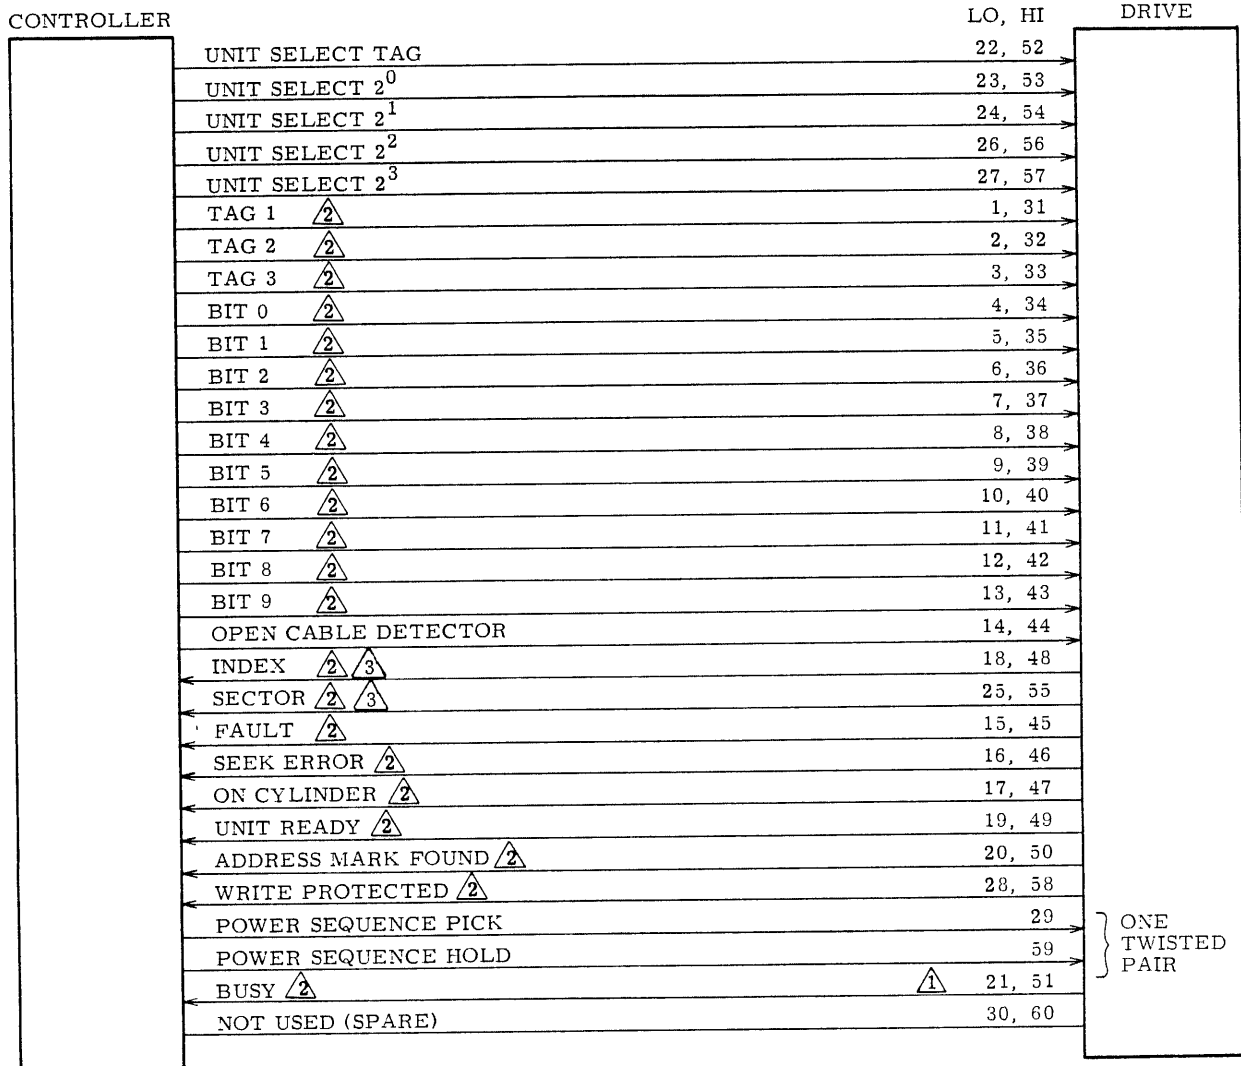 CONTROLLER LO, HI DRIVE
UNIT SELECT TAG 22, 52
UNIT SELECT 2^0 23, 53
UNIT SELECT 2^1 24, 54
UNIT SELECT 2^2 26, 56
UNIT SELECT 2^3 27, 57
TAG 1 2 1, 31
TAG 2 2 2, 32
TAG 3 2 3, 33
BIT 0 2 4, 34
BIT 1 2 5, 35
BIT 2 2 6, 36
BIT 3 2 7, 37
BIT 4 2 8, 38
BIT 5 2 9, 39
BIT 6 2 10, 40
BIT 7 2 11, 41
BIT 8 2 12, 42
BIT 9 2 13, 43
OPEN CABLE DETECTOR 14, 44
INDEX 2 3 18, 48
SECTOR 2 3 25, 55
FAULT 2 15, 45
SEEK ERROR 2 16, 46
ON CYLINDER 2 17, 47
UNIT READY 2 19, 49
ADDRESS MARK FOUND 2 20, 50
WRITE PROTECTED 2 28, 58
POWER SEQUENCE PICK 29
POWER SEQUENCE HOLD 59
ONE
TWISTED
PAIR
BUSY 2 1 21, 51
NOT USED (SPARE) 30, 60